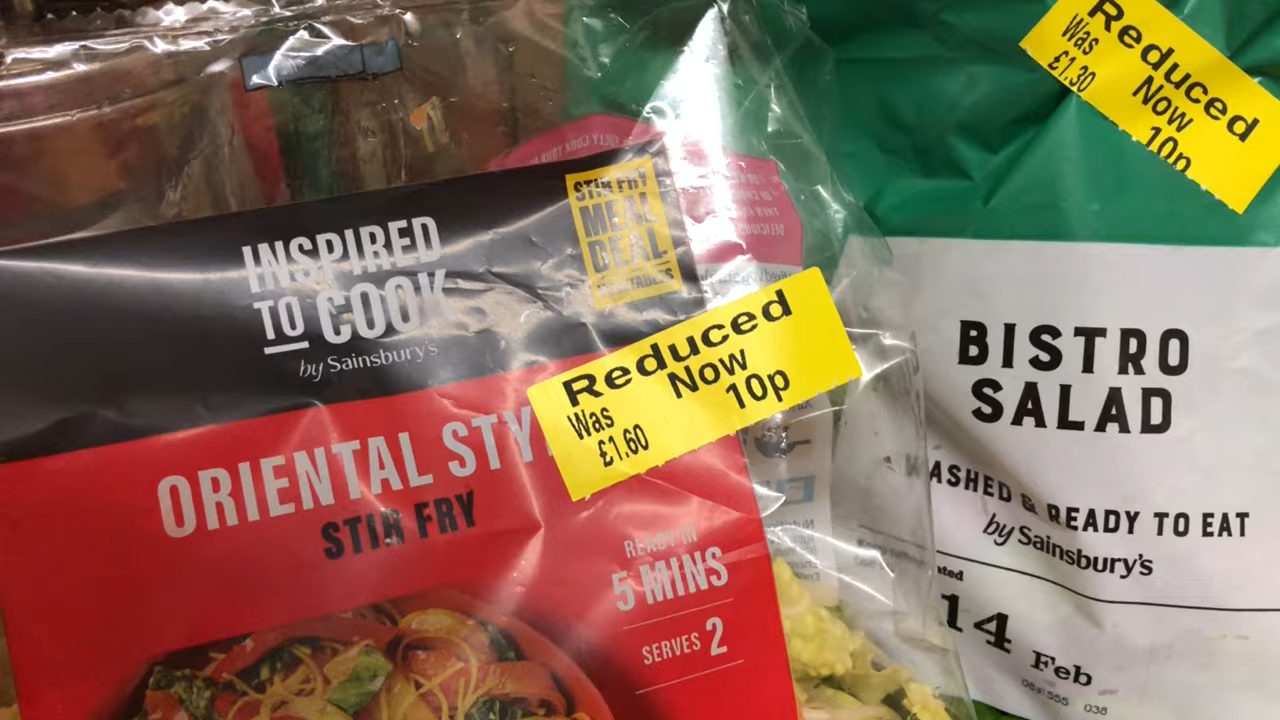 Reduced
Was
£1.30
Now
10p
STIR FRY
MEAL
DEAL
INSPIRED
TO COOK
by Sainsbury's
Reduced
Was
£1.60
Now
10p
ORIENTAL STY
STIR FRY
READY IN
5 MINS
SERVES 2
BISTRO
SALAD
ASHED & READY TO EAT
by Sainsbury's
14 Feb